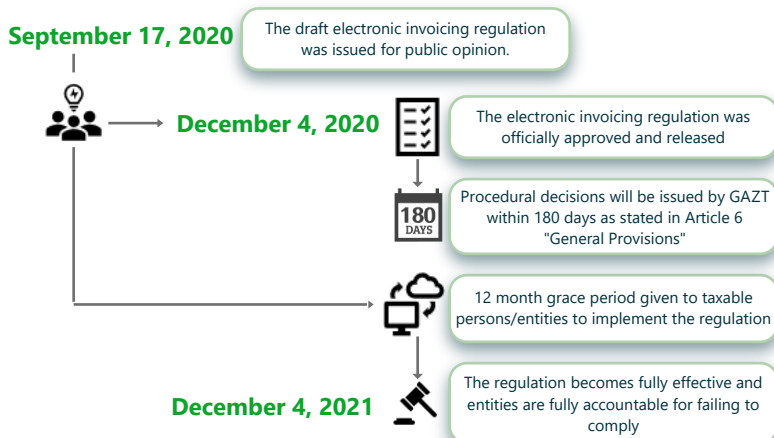 September 17, 2020
The draft electronic invoicing regulation
was issued for public opinion.
December 4, 2020
The electronic invoicing regulation was
officially approved and released
180
DAYS
Procedural decisions will be issued by GAZT
within 180 days as stated in Article 6
"General Provisions"
12 month grace period given to taxable
persons/entities to implement the regulation
December 4, 2021
The regulation becomes fully effective and
entities are fully accountable for failing to
comply